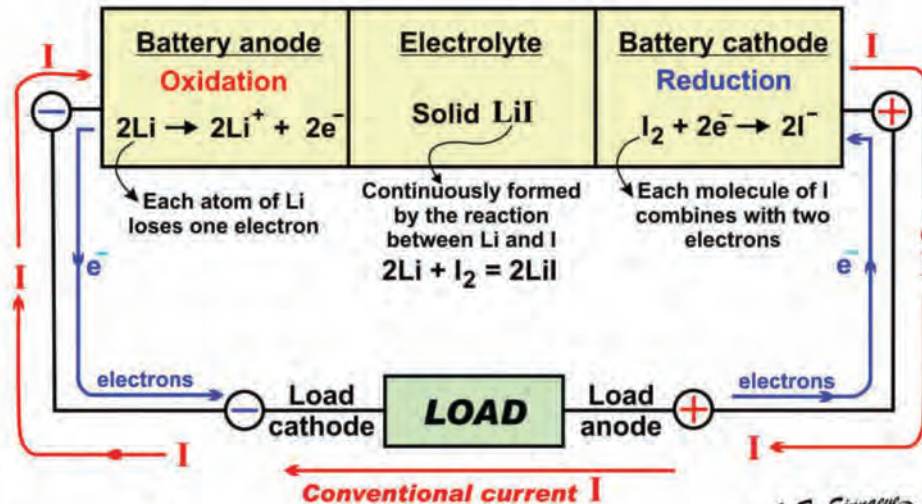 Battery anode
Oxidation
2Li → 2Li⁺ + 2e⁻
Electrolyte
Solid LiI
Battery cathode
Reduction
I₂ + 2e⁻ → 2I⁻
I
I
−
+
Each atom of Li
loses one electron
Continuously formed
by the reaction
between Li and I
2Li + I₂ = 2LiI
Each molecule of I
combines with two
electrons
I
e⁻
e⁻
electrons
−
Load
cathode
LOAD
Load
anode
+
electrons
I
I
Conventional current I